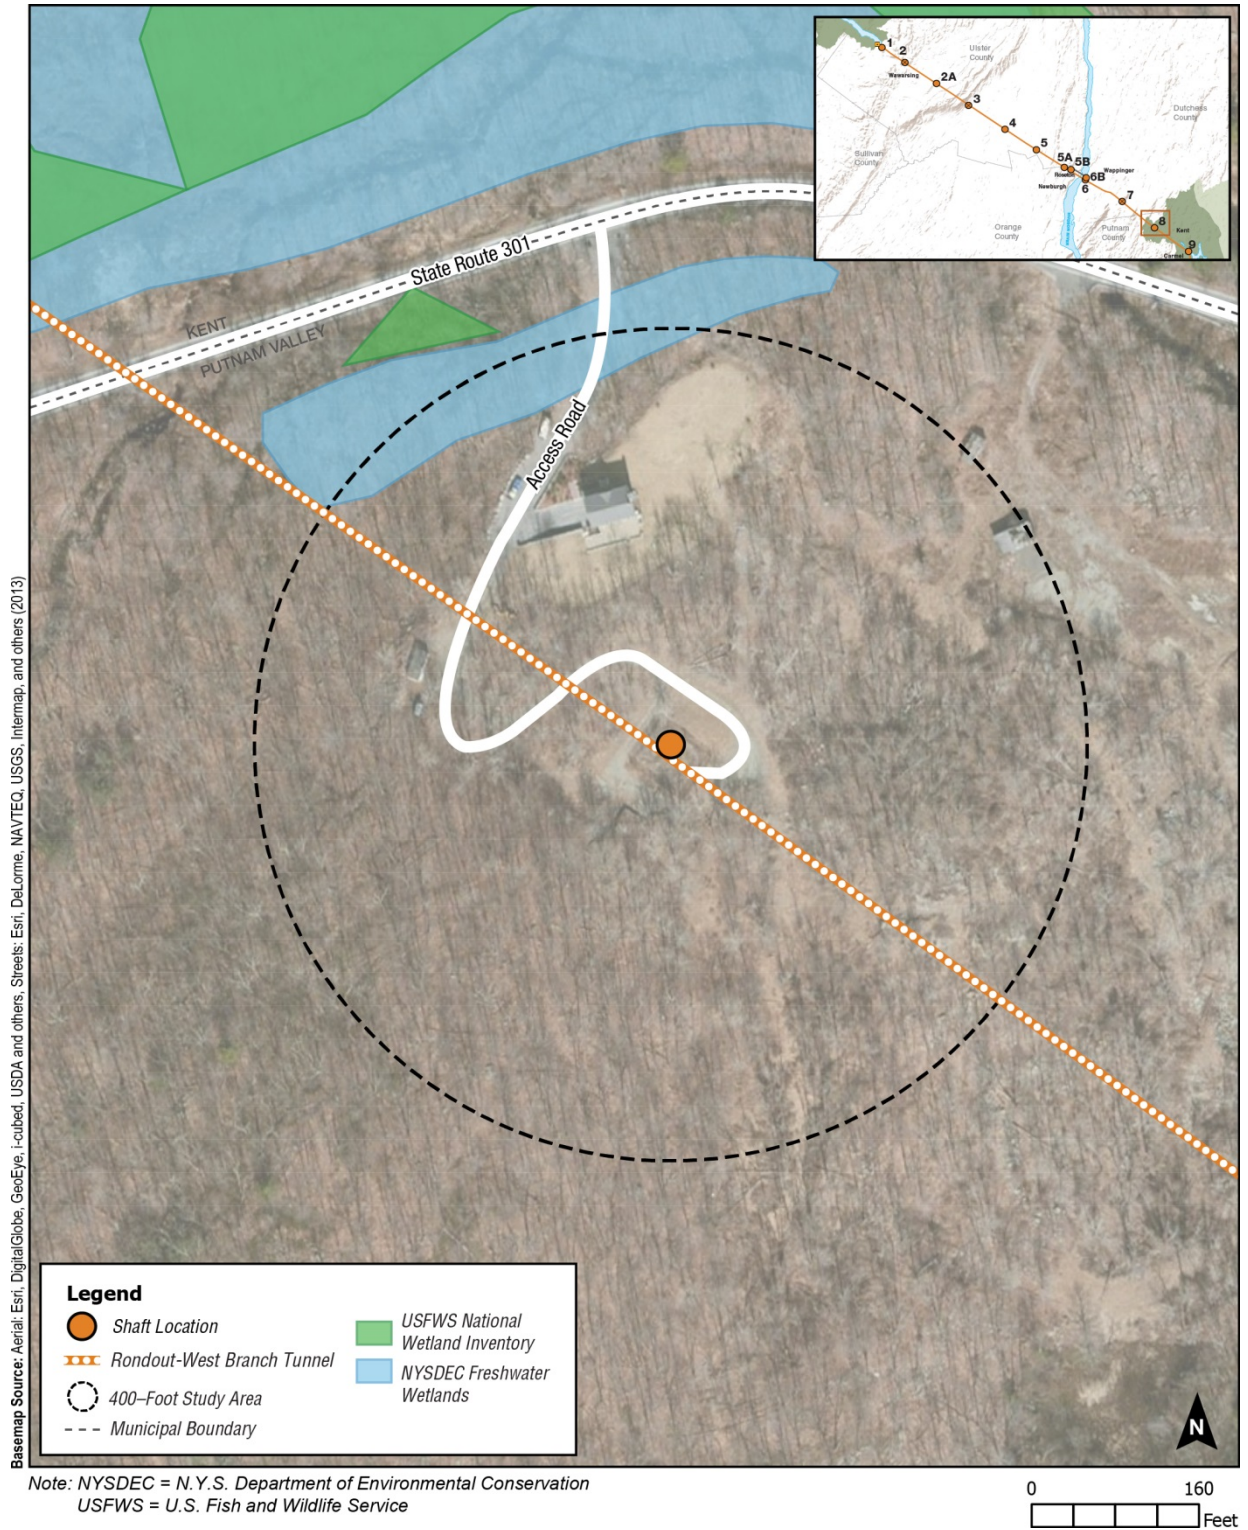 1
2
Wawarsing
Ulster
County
2A
3
4
5
Sullivan
County
Dutchess
County
5A
5B
Roseton
Newburgh
6B
6
Wappinger
7
Orange
County
Putnam
County
8
Kent
9
Carmel
State Route 301
KENT
PUTNAM VALLEY
Access Road
Basemap Source: Aerial: Esri, DigitalGlobe, GeoEye, i-cubed, USDA and others, Streets: Esri, DeLorme, NAVTEQ, USGS, Intermap, and others (2013)
Legend
Shaft Location
Rondout-West Branch Tunnel
400–Foot Study Area
Municipal Boundary
USFWS National
Wetland Inventory
NYSDEC Freshwater
Wetlands
N
Note: NYSDEC = N.Y.S. Department of Environmental Conservation
USFWS = U.S. Fish and Wildlife Service
0 160
Feet